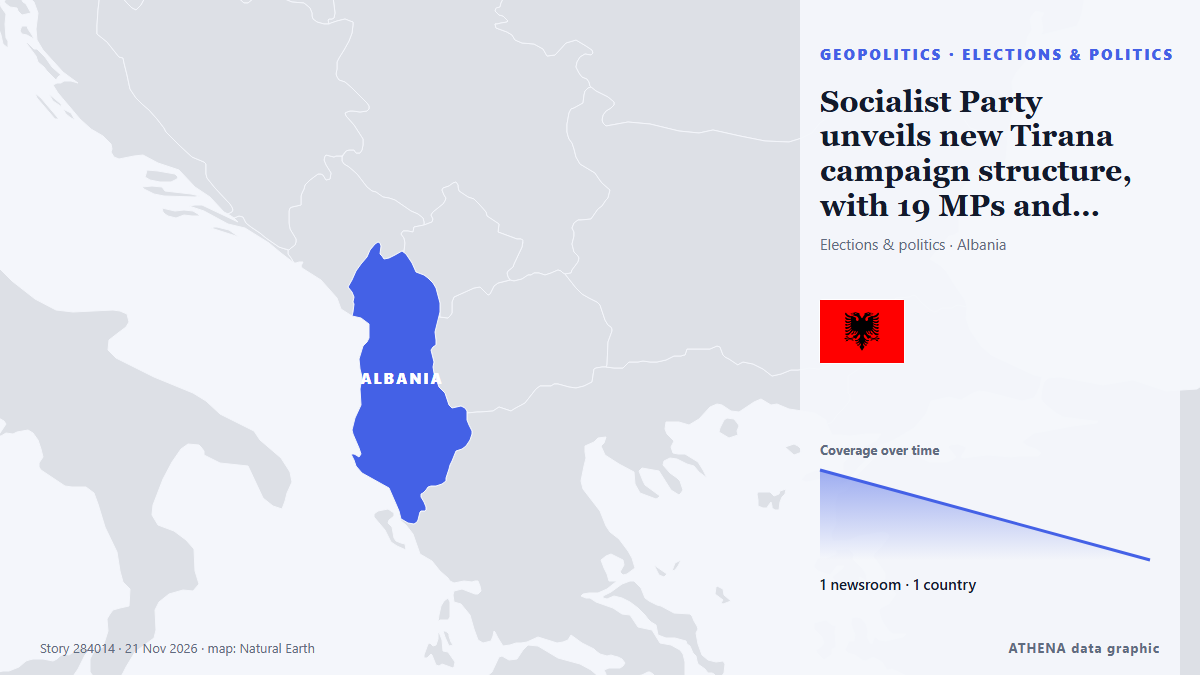 GEOPOLITICS · ELECTIONS & POLITICS
Socialist Party
unveils new Tirana
campaign structure,
with 19 MPs and...
Elections & politics · Albania
ALBANIA
Coverage over time
1 newsroom · 1 country
Story 284014 · 21 Nov 2026 · map: Natural Earth
ATHENA data graphic